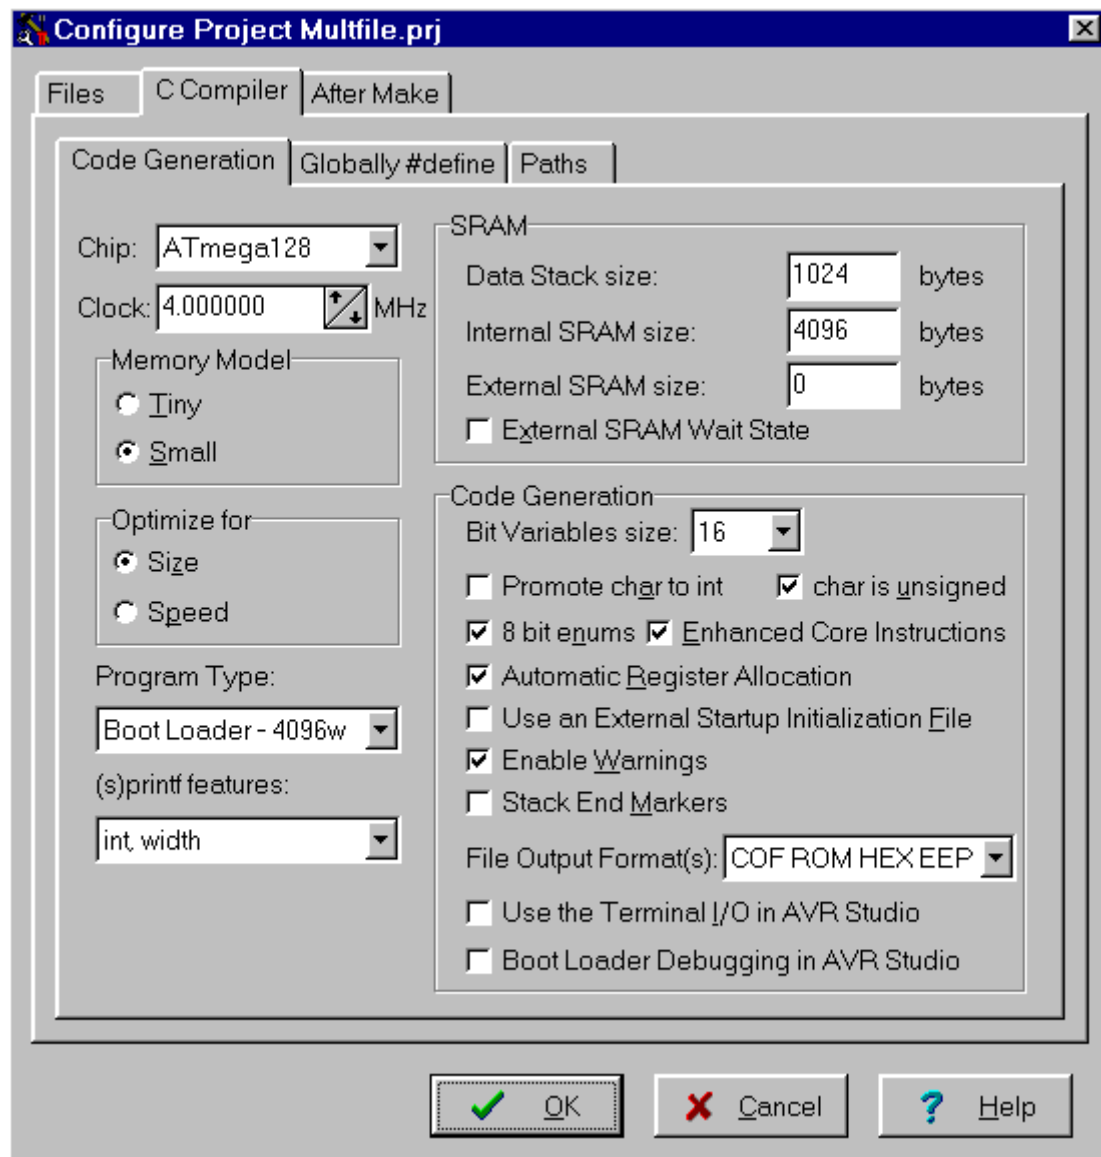 Configure Project Multfile.prj
Files
C Compiler
After Make
Code Generation
Globally #define
Paths
Chip:
ATmega128
Clock:
4.000000
MHz
Memory Model
Tiny
Small
Optimize for
Size
Speed
Program Type:
Boot Loader - 4096w
(s)printf features:
int, width
SRAM
Data Stack size:
1024
bytes
Internal SRAM size:
4096
bytes
External SRAM size:
0
bytes
External SRAM Wait State
Code Generation
Bit Variables size:
16
Promote char to int
char is unsigned
8 bit enums
Enhanced Core Instructions
Automatic Register Allocation
Use an External Startup Initialization File
Enable Warnings
Stack End Markers
File Output Format(s):
COF ROM HEX EEP
Use the Terminal I/O in AVR Studio
Boot Loader Debugging in AVR Studio
OK
Cancel
Help